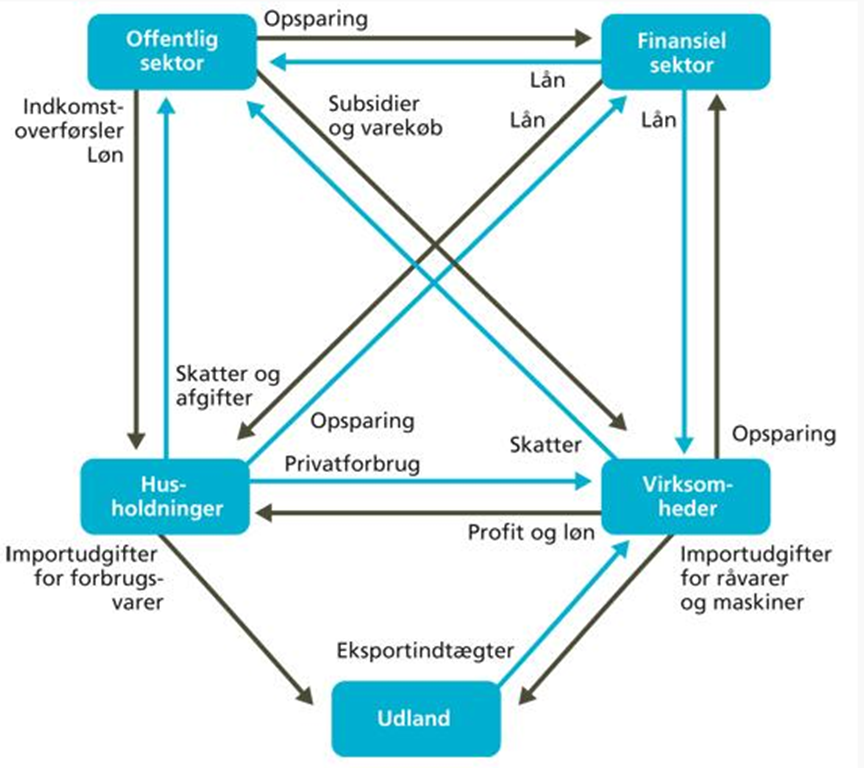 Opsparing
Offentlig
sektor
Finansiel
sektor
Lån
Indkomst-
overførsler
Løn
Subsidier
og varekøb
Lån
Lån
Skatter og
afgifter
Opsparing
Skatter
Opsparing
Privatforbrug
Hus-
holdninger
Virksom-
heder
Profit og løn
Importudgifter
for forbrugs-
varer
Importudgifter
for råvarer
og maskiner
Eksportindtægter
Udland